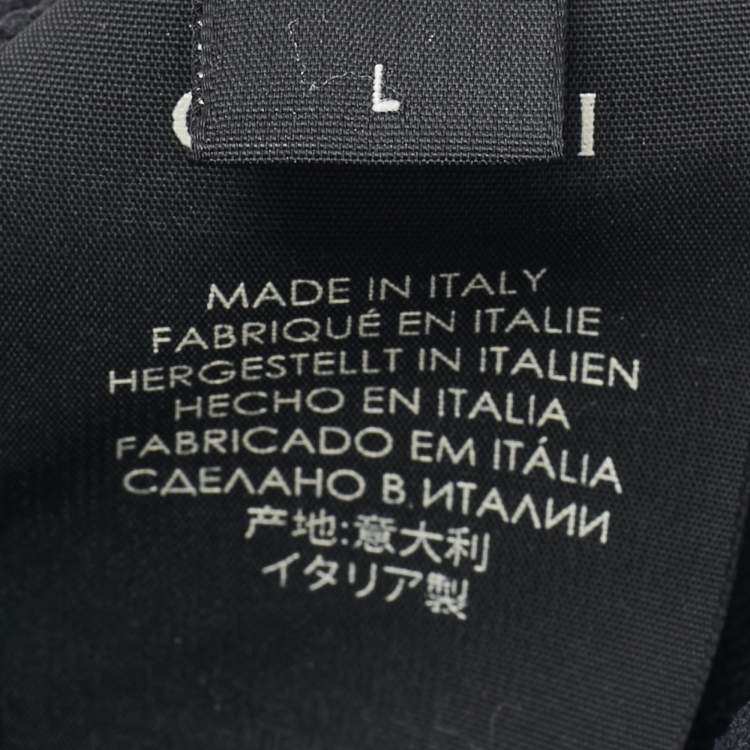 L
MADE IN ITALY
FABRIQUÉ EN ITALIE
HERGESTELLT IN ITALIEN
HECHO EN ITALIA
FABRICADO EM ITÁLIA
СДЕЛАНО В ИТАЛИИ
产地:意大利
イタリア製